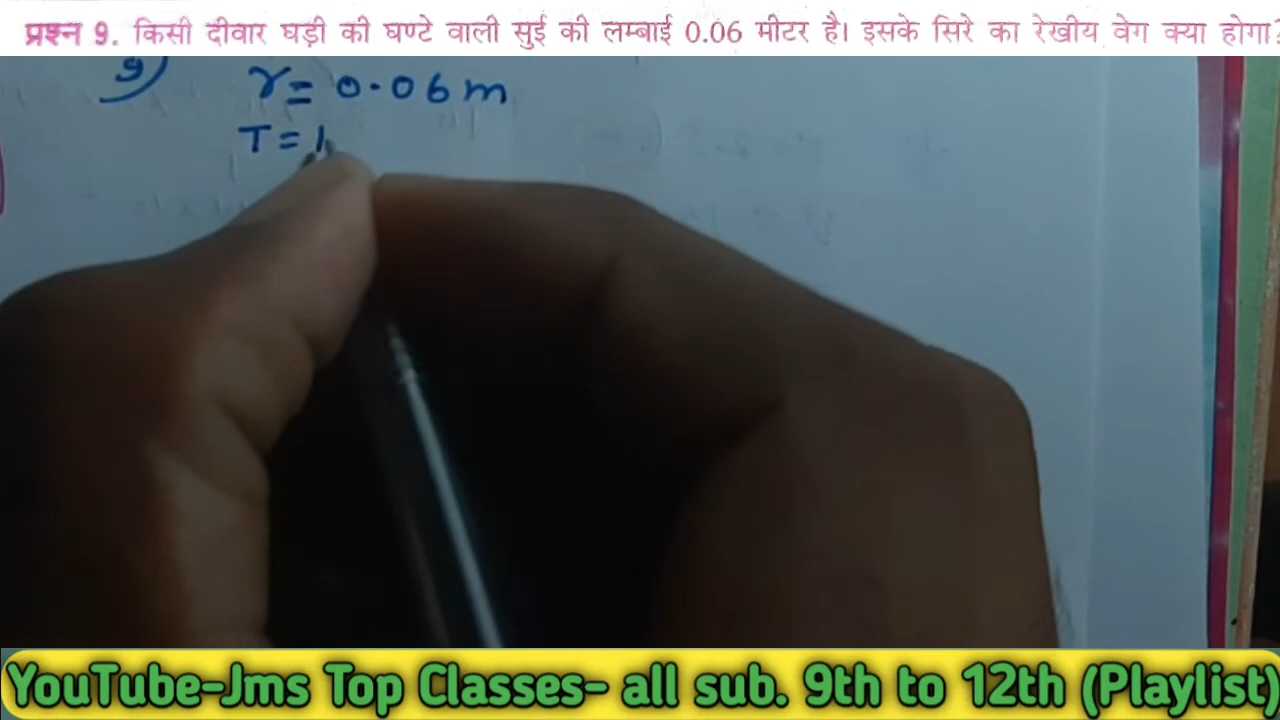 प्रश्न 9. किसी दीवार घड़ी की घण्टे वाली सुई की लम्बाई 0.06 मीटर है। इसके सिरे का रेखीय वेग क्या होगा?
9)
r = 0.06 m
T = 1
YouTube-Jms Top Classes- all sub. 9th to 12th (Playlist)